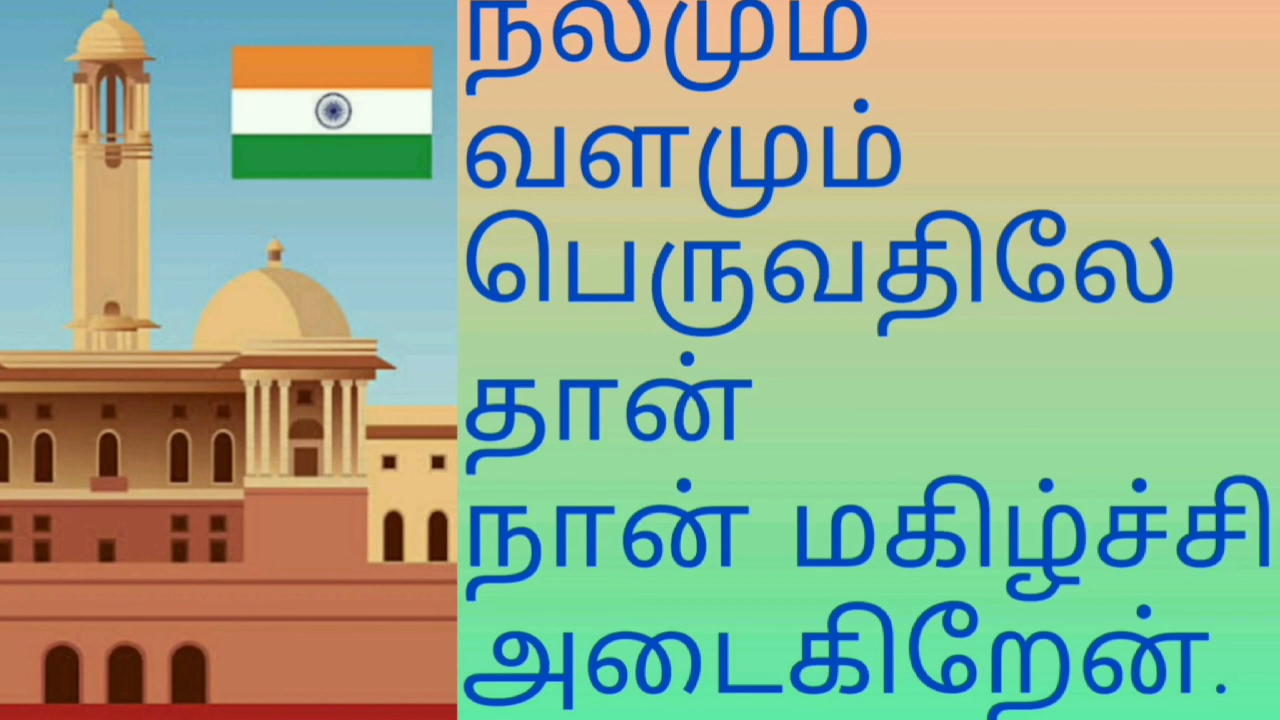 நலமும்
வளமும்
பெருவதிலே
தான்
நான் மகிழ்ச்சி
அடைகிறேன்.